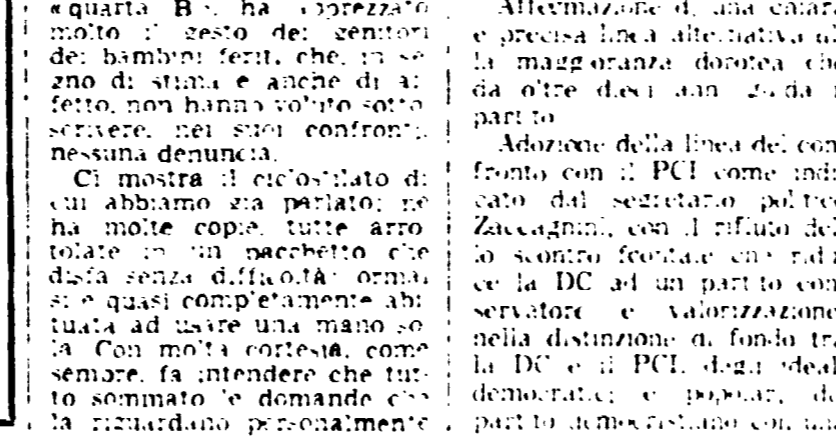 «quarta B», ha apprezzato
molto il gesto dei genitori
dei bambini feriti, che, in se
gno di stima e anche di af
fetto, non hanno voluto sotto
scrivere, nei suoi confronti,
nessuna denuncia.
Ci mostra il ciclostilato di
cui abbiamo già parlato; ne
ha molte copie, tutte arro
tolate in un pacchetto che
disfa senza difficoltà: ormai
si è quasi completamente abi
tuata ad usare una mano so
la. Con molta cortesia, come
sempre, fa intendere che tut
to sommato le domande che
la riguardano personalmente
Affermazione di una chiara
e precisa linea alternativa al
la maggioranza dorotea che
da oltre dieci anni guida il
partito
Adozione della linea del con
fronto con il PCI come indi
cato dal segretario politico
Zaccagnini, con il rifiuto del
lo scontro frontale che ridu
ce la DC ad un partito con
servatore e valorizzazione
nella distinzione di fondo tra
la DC e il PCI, degli ideali
democratici e popolari, de
partito democristiano con una